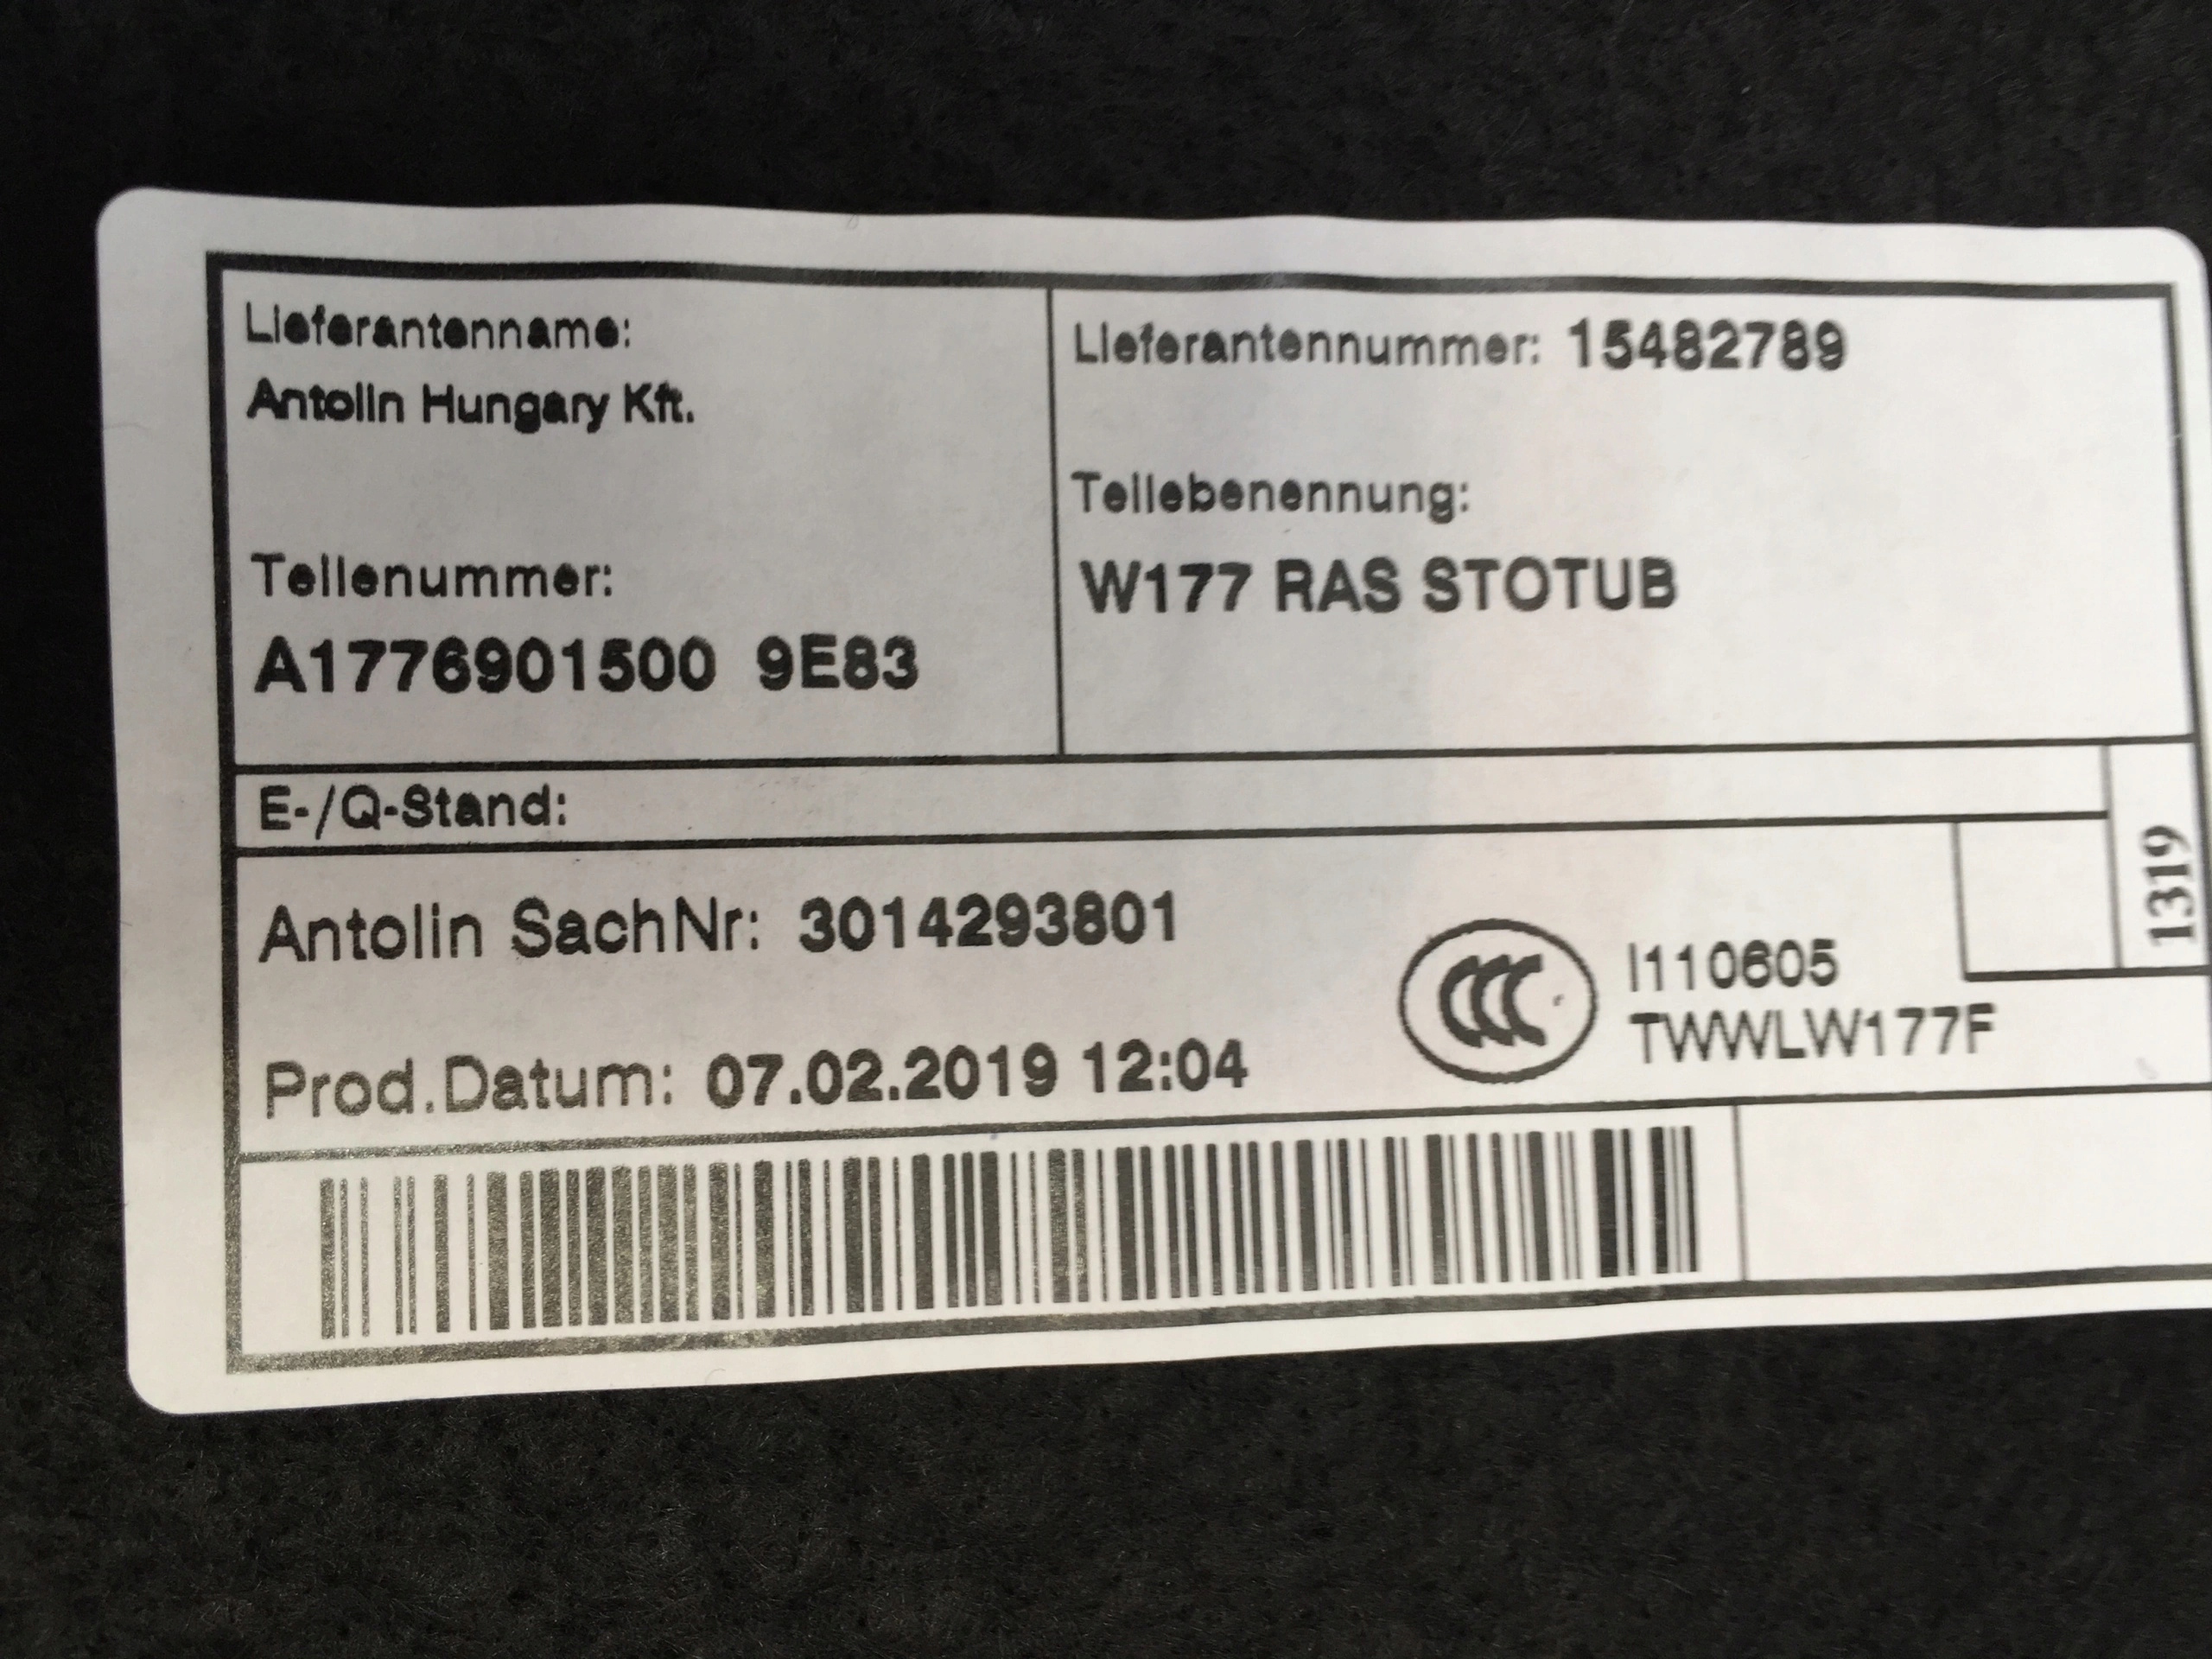 Lieferantenname:
Antolin Hungary Kft.
Lieferantennummer: 15482789
Teilenummer:
A1776901500 9E83
Teilebenennung:
W177 RAS STOTUB
E-/Q-Stand:
1319
Antolin SachNr: 3014293801
Prod.Datum: 07.02.2019 12:04
CCC
I110605
TWWLW177F